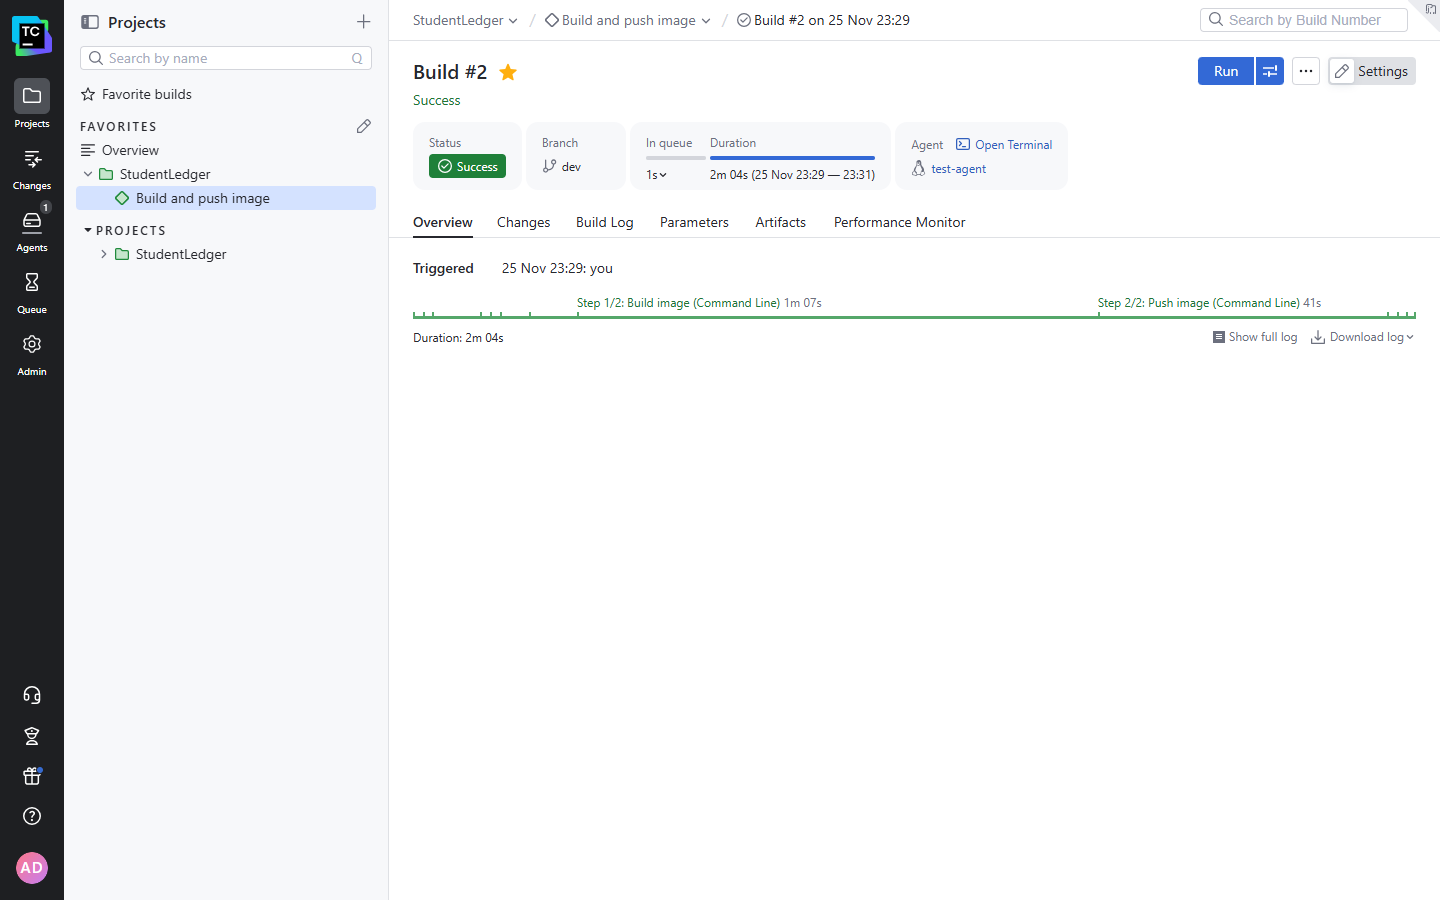 TC
Projects
Changes
1
Agents
Queue
Admin
AD
Projects
Search by name
Q
Favorite builds
FAVORITES
Overview
StudentLedger
Build and push image
PROJECTS
StudentLedger
StudentLedger / Build and push image / Build #2 on 25 Nov 23:29
Search by Build Number
Build #2
Run
Settings
Success
Status
Success
Branch
dev
In queue
1s
Duration
2m 04s (25 Nov 23:29 — 23:31)
Agent
Open Terminal
test-agent
Overview
Changes
Build Log
Parameters
Artifacts
Performance Monitor
Triggered
25 Nov 23:29: you
Step 1/2: Build image (Command Line) 1m 07s
Step 2/2: Push image (Command Line) 41s
Duration: 2m 04s
Show full log
Download log